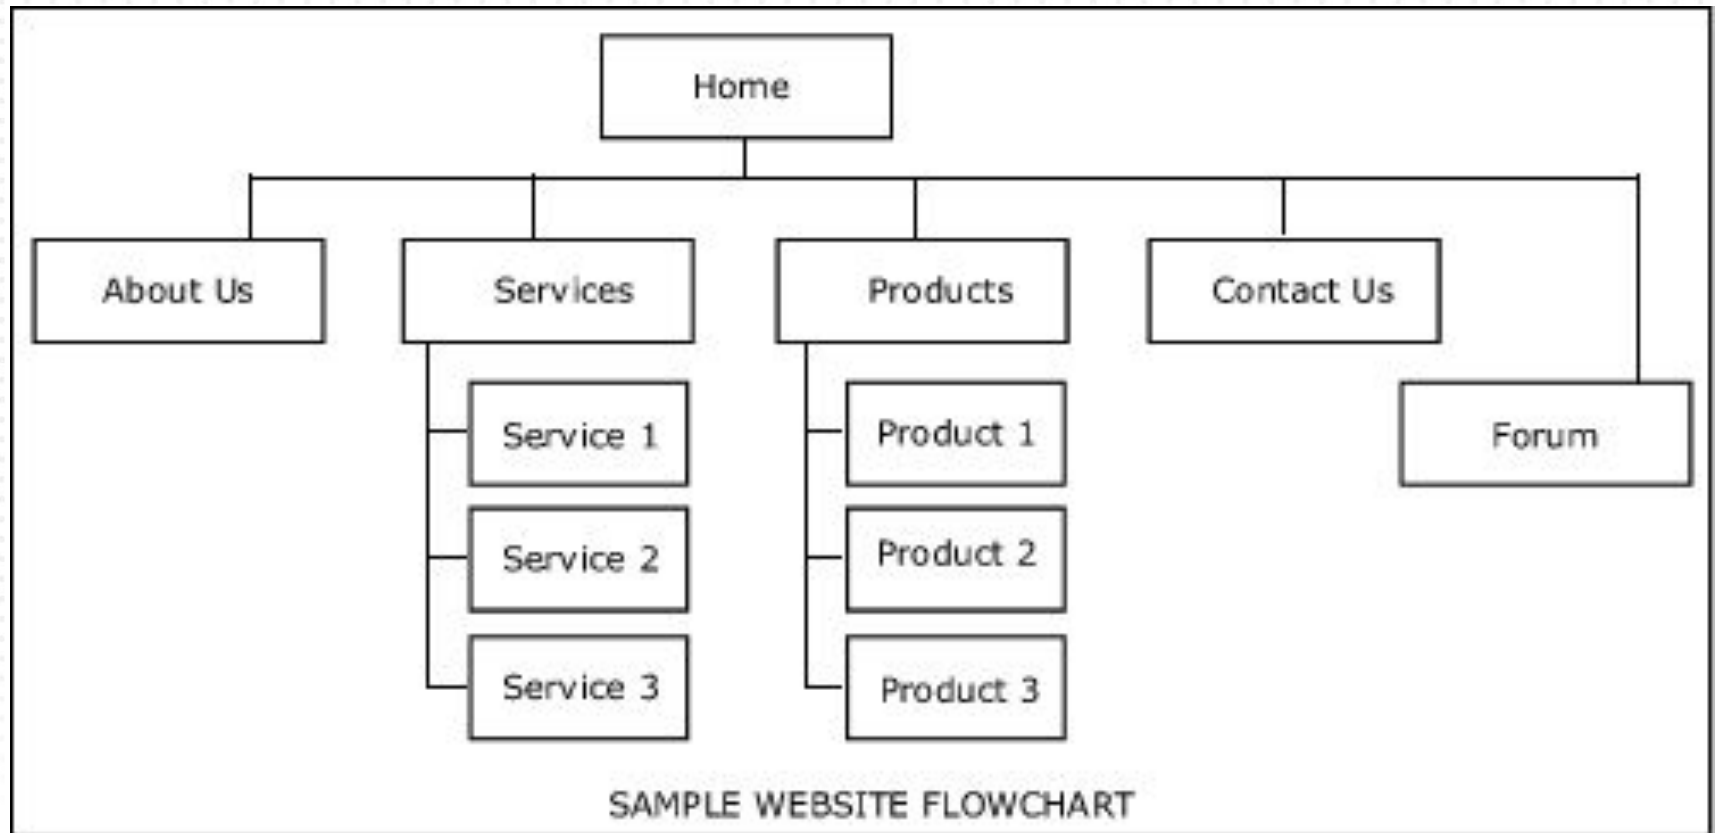 Home
About Us
Services
Products
Contact Us
Service 1
Product 1
Forum
Service 2
Product 2
Service 3
Product 3
SAMPLE WEBSITE FLOWCHART